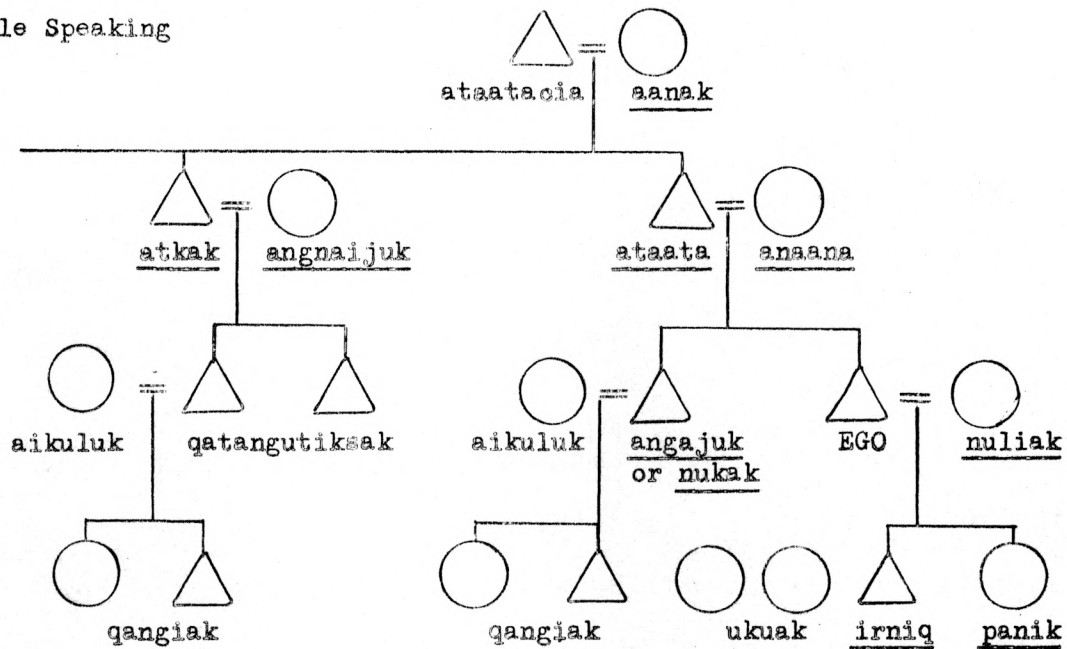 le Speaking
ataatacia aanak
atkak angnaijuk ataata anaana
aikuluk qatangutiksak aikuluk angajuk EGO nuliak
or nukak
qangiak qangiak ukuak irniq panik